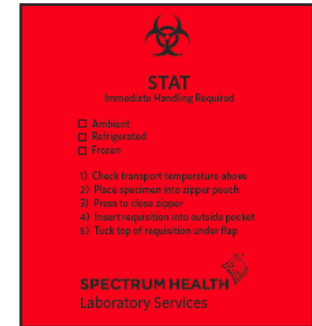 STAT
Immediate Handling Required
☐ Ambient
☐ Refrigerated
☐ Frozen
1) Check transport temperature above
2) Place specimen into zipper pouch
3) Press to close zipper
4) Insert requisition into outside pocket
5) Tuck top of requisition under flap
SPECTRUM HEALTH
Laboratory Services